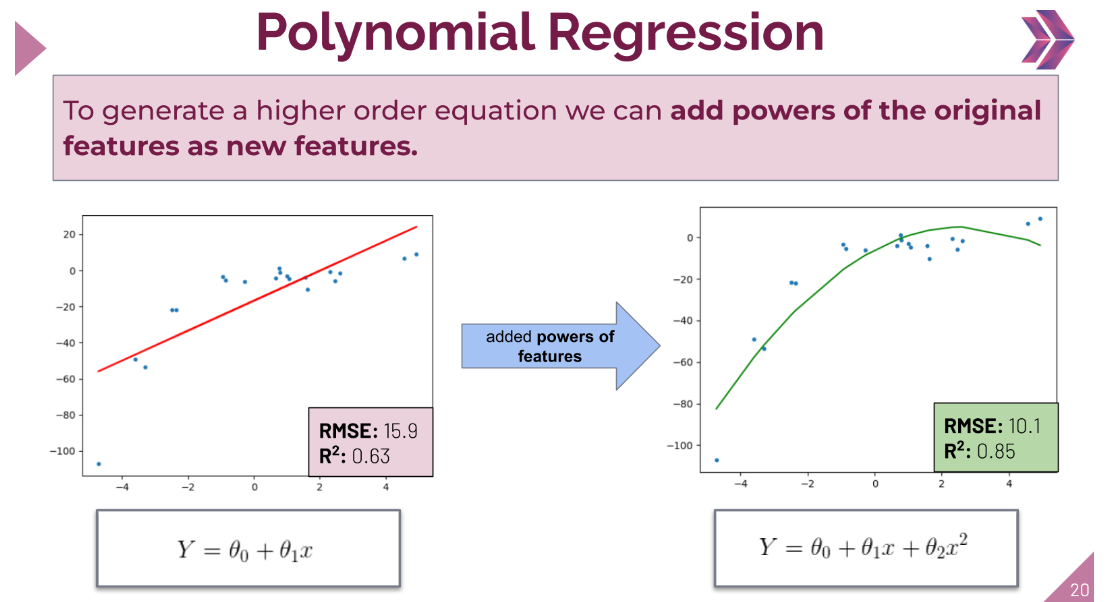 Polynomial Regression
To generate a higher order equation we can add powers of the original
features as new features.
20
0
−20
−40
−60
−80
−100
−4 −2 0 2 4
RMSE: 15.9
R²: 0.63
added powers of
features
0
−20
−40
−60
−80
−100
−4 −2 0 2 4
RMSE: 10.1
R²: 0.85
Y = θ₀ + θ₁x
Y = θ₀ + θ₁x + θ₂x²
20